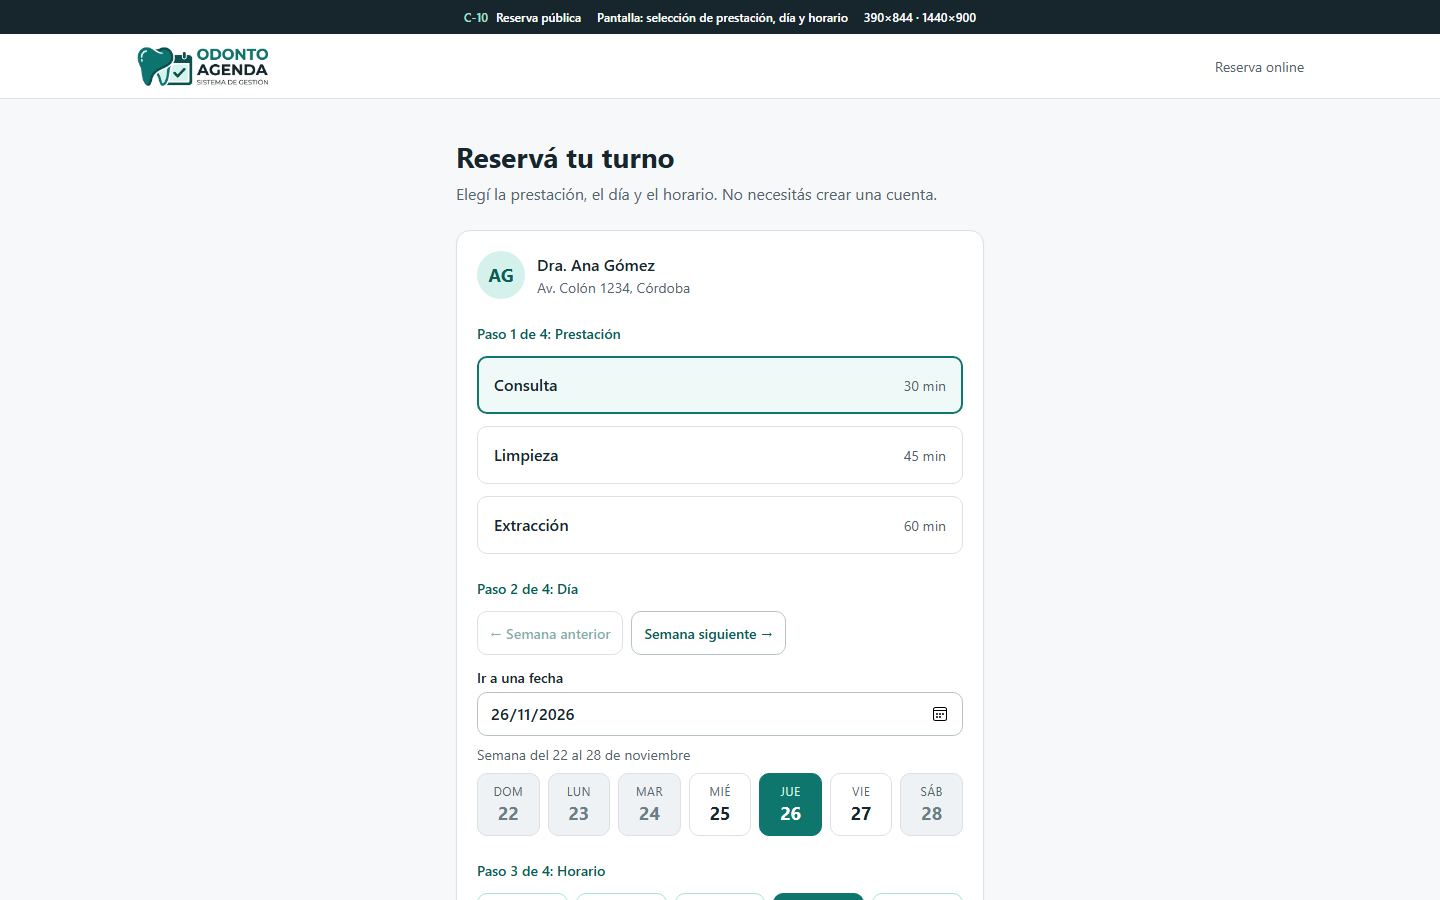 C-10 Reserva pública Pantalla: selección de prestación, día y horario 390×844 · 1440×900
ODONTO
AGENDA
SISTEMA DE GESTIÓN
Reserva online
Reservá tu turno
Elegí la prestación, el día y el horario. No necesitás crear una cuenta.
AG
Dra. Ana Gómez
Av. Colón 1234, Córdoba
Paso 1 de 4: Prestación
Consulta 30 min
Limpieza 45 min
Extracción 60 min
Paso 2 de 4: Día
← Semana anterior Semana siguiente →
Ir a una fecha
26/11/2026
Semana del 22 al 28 de noviembre
DOM LUN MAR MIÉ JUE VIE SÁB
22 23 24 25 26 27 28
Paso 3 de 4: Horario